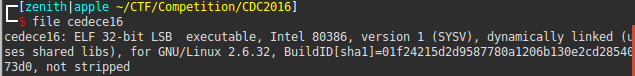 [zenith|apple ~/CTF/Competition/CDC2016]
$ file cedece16
cedece16: ELF 32-bit LSB  executable, Intel 80386, version 1 (SYSV), dynamically linked (u
ses shared libs), for GNU/Linux 2.6.32, BuildID[sha1]=01f24215d2d9587780a1206b130e2cd28540
73d0, not stripped